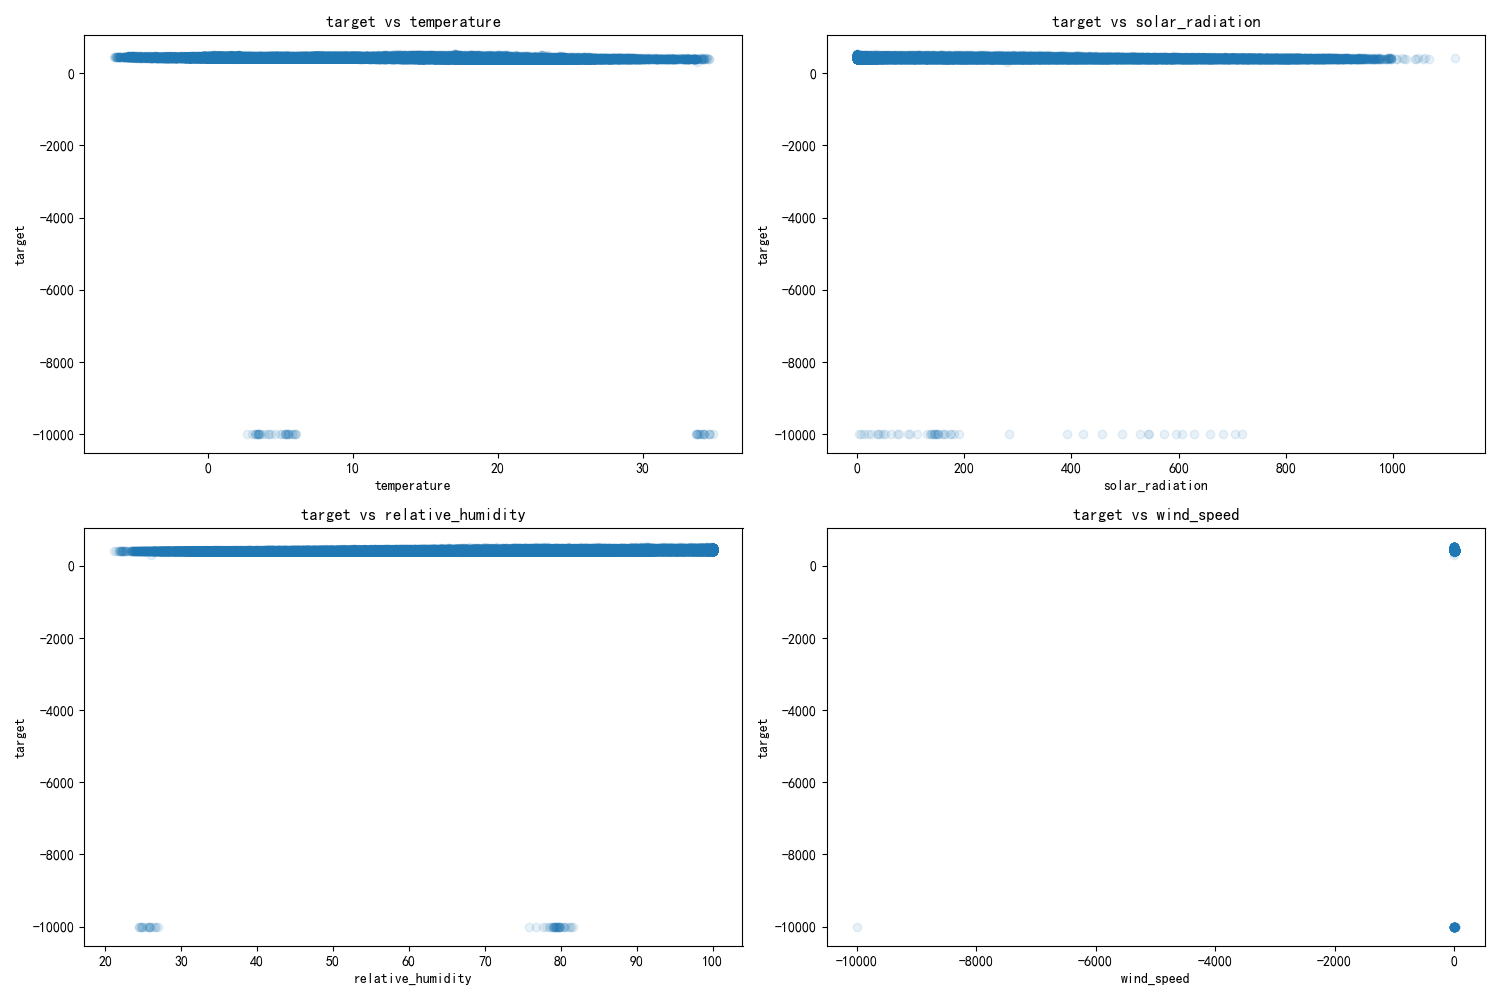 target vs temperature
target
0
−2000
−4000
−6000
−8000
−10000
0 10 20 30
temperature
target vs solar_radiation
target
0
−2000
−4000
−6000
−8000
−10000
0 200 400 600 800 1000
solar_radiation
target vs relative_humidity
target
0
−2000
−4000
−6000
−8000
−10000
20 30 40 50 60 70 80 90 100
relative_humidity
target vs wind_speed
target
0
−2000
−4000
−6000
−8000
−10000
−10000 −8000 −6000 −4000 −2000 0
wind_speed